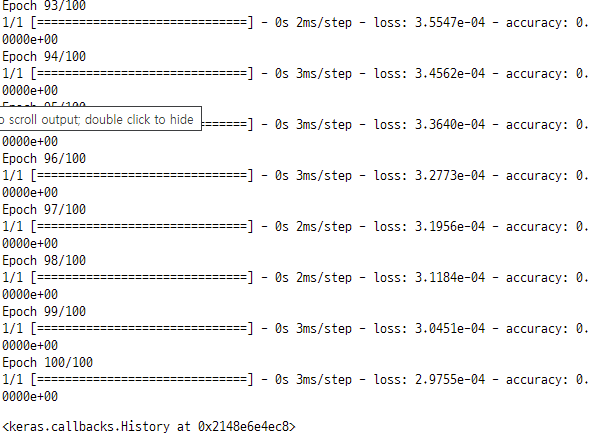 Epoch 93/100
1/1 [==============================] - 0s 2ms/step - loss: 3.5547e-04 - accuracy: 0.
0000e+00
Epoch 94/100
1/1 [==============================] - 0s 3ms/step - loss: 3.4562e-04 - accuracy: 0.
0000e+00
o scroll output; double click to hide
=======] - 0s 3ms/step - loss: 3.3640e-04 - accuracy: 0.
0000e+00
Epoch 96/100
1/1 [==============================] - 0s 3ms/step - loss: 3.2773e-04 - accuracy: 0.
0000e+00
Epoch 97/100
1/1 [==============================] - 0s 2ms/step - loss: 3.1956e-04 - accuracy: 0.
0000e+00
Epoch 98/100
1/1 [==============================] - 0s 2ms/step - loss: 3.1184e-04 - accuracy: 0.
0000e+00
Epoch 99/100
1/1 [==============================] - 0s 3ms/step - loss: 3.0451e-04 - accuracy: 0.
0000e+00
Epoch 100/100
1/1 [==============================] - 0s 3ms/step - loss: 2.9755e-04 - accuracy: 0.
0000e+00
<keras.callbacks.History at 0x2148e6e4ec8>